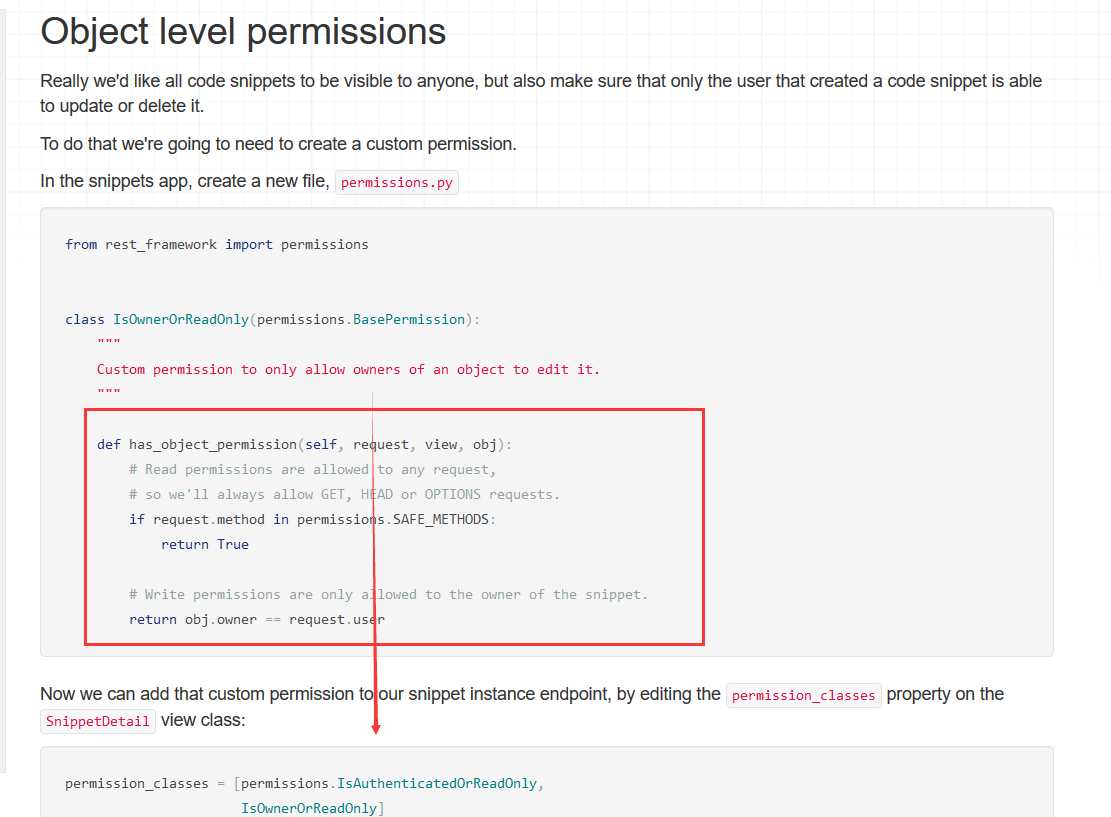 Object level permissions
Really we'd like all code snippets to be visible to anyone, but also make sure that only the user that created a code snippet is able
to update or delete it.
To do that we're going to need to create a custom permission.
In the snippets app, create a new file, permissions.py
from rest_framework import permissions
class IsOwnerOrReadOnly(permissions.BasePermission):
    """
    Custom permission to only allow owners of an object to edit it.
    """
    def has_object_permission(self, request, view, obj):
        # Read permissions are allowed to any request,
        # so we'll always allow GET, HEAD or OPTIONS requests.
        if request.method in permissions.SAFE_METHODS:
            return True
        # Write permissions are only allowed to the owner of the snippet.
        return obj.owner == request.user
Now we can add that custom permission to our snippet instance endpoint, by editing the permission_classes property on the
SnippetDetail view class:
permission_classes = [permissions.IsAuthenticatedOrReadOnly,
                      IsOwnerOrReadOnly]